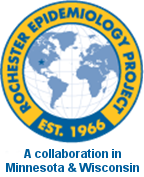 ROCHESTER EPIDEMIOLOGY PROJECT
EST. 1966
A collaboration in
Minnesota & Wisconsin